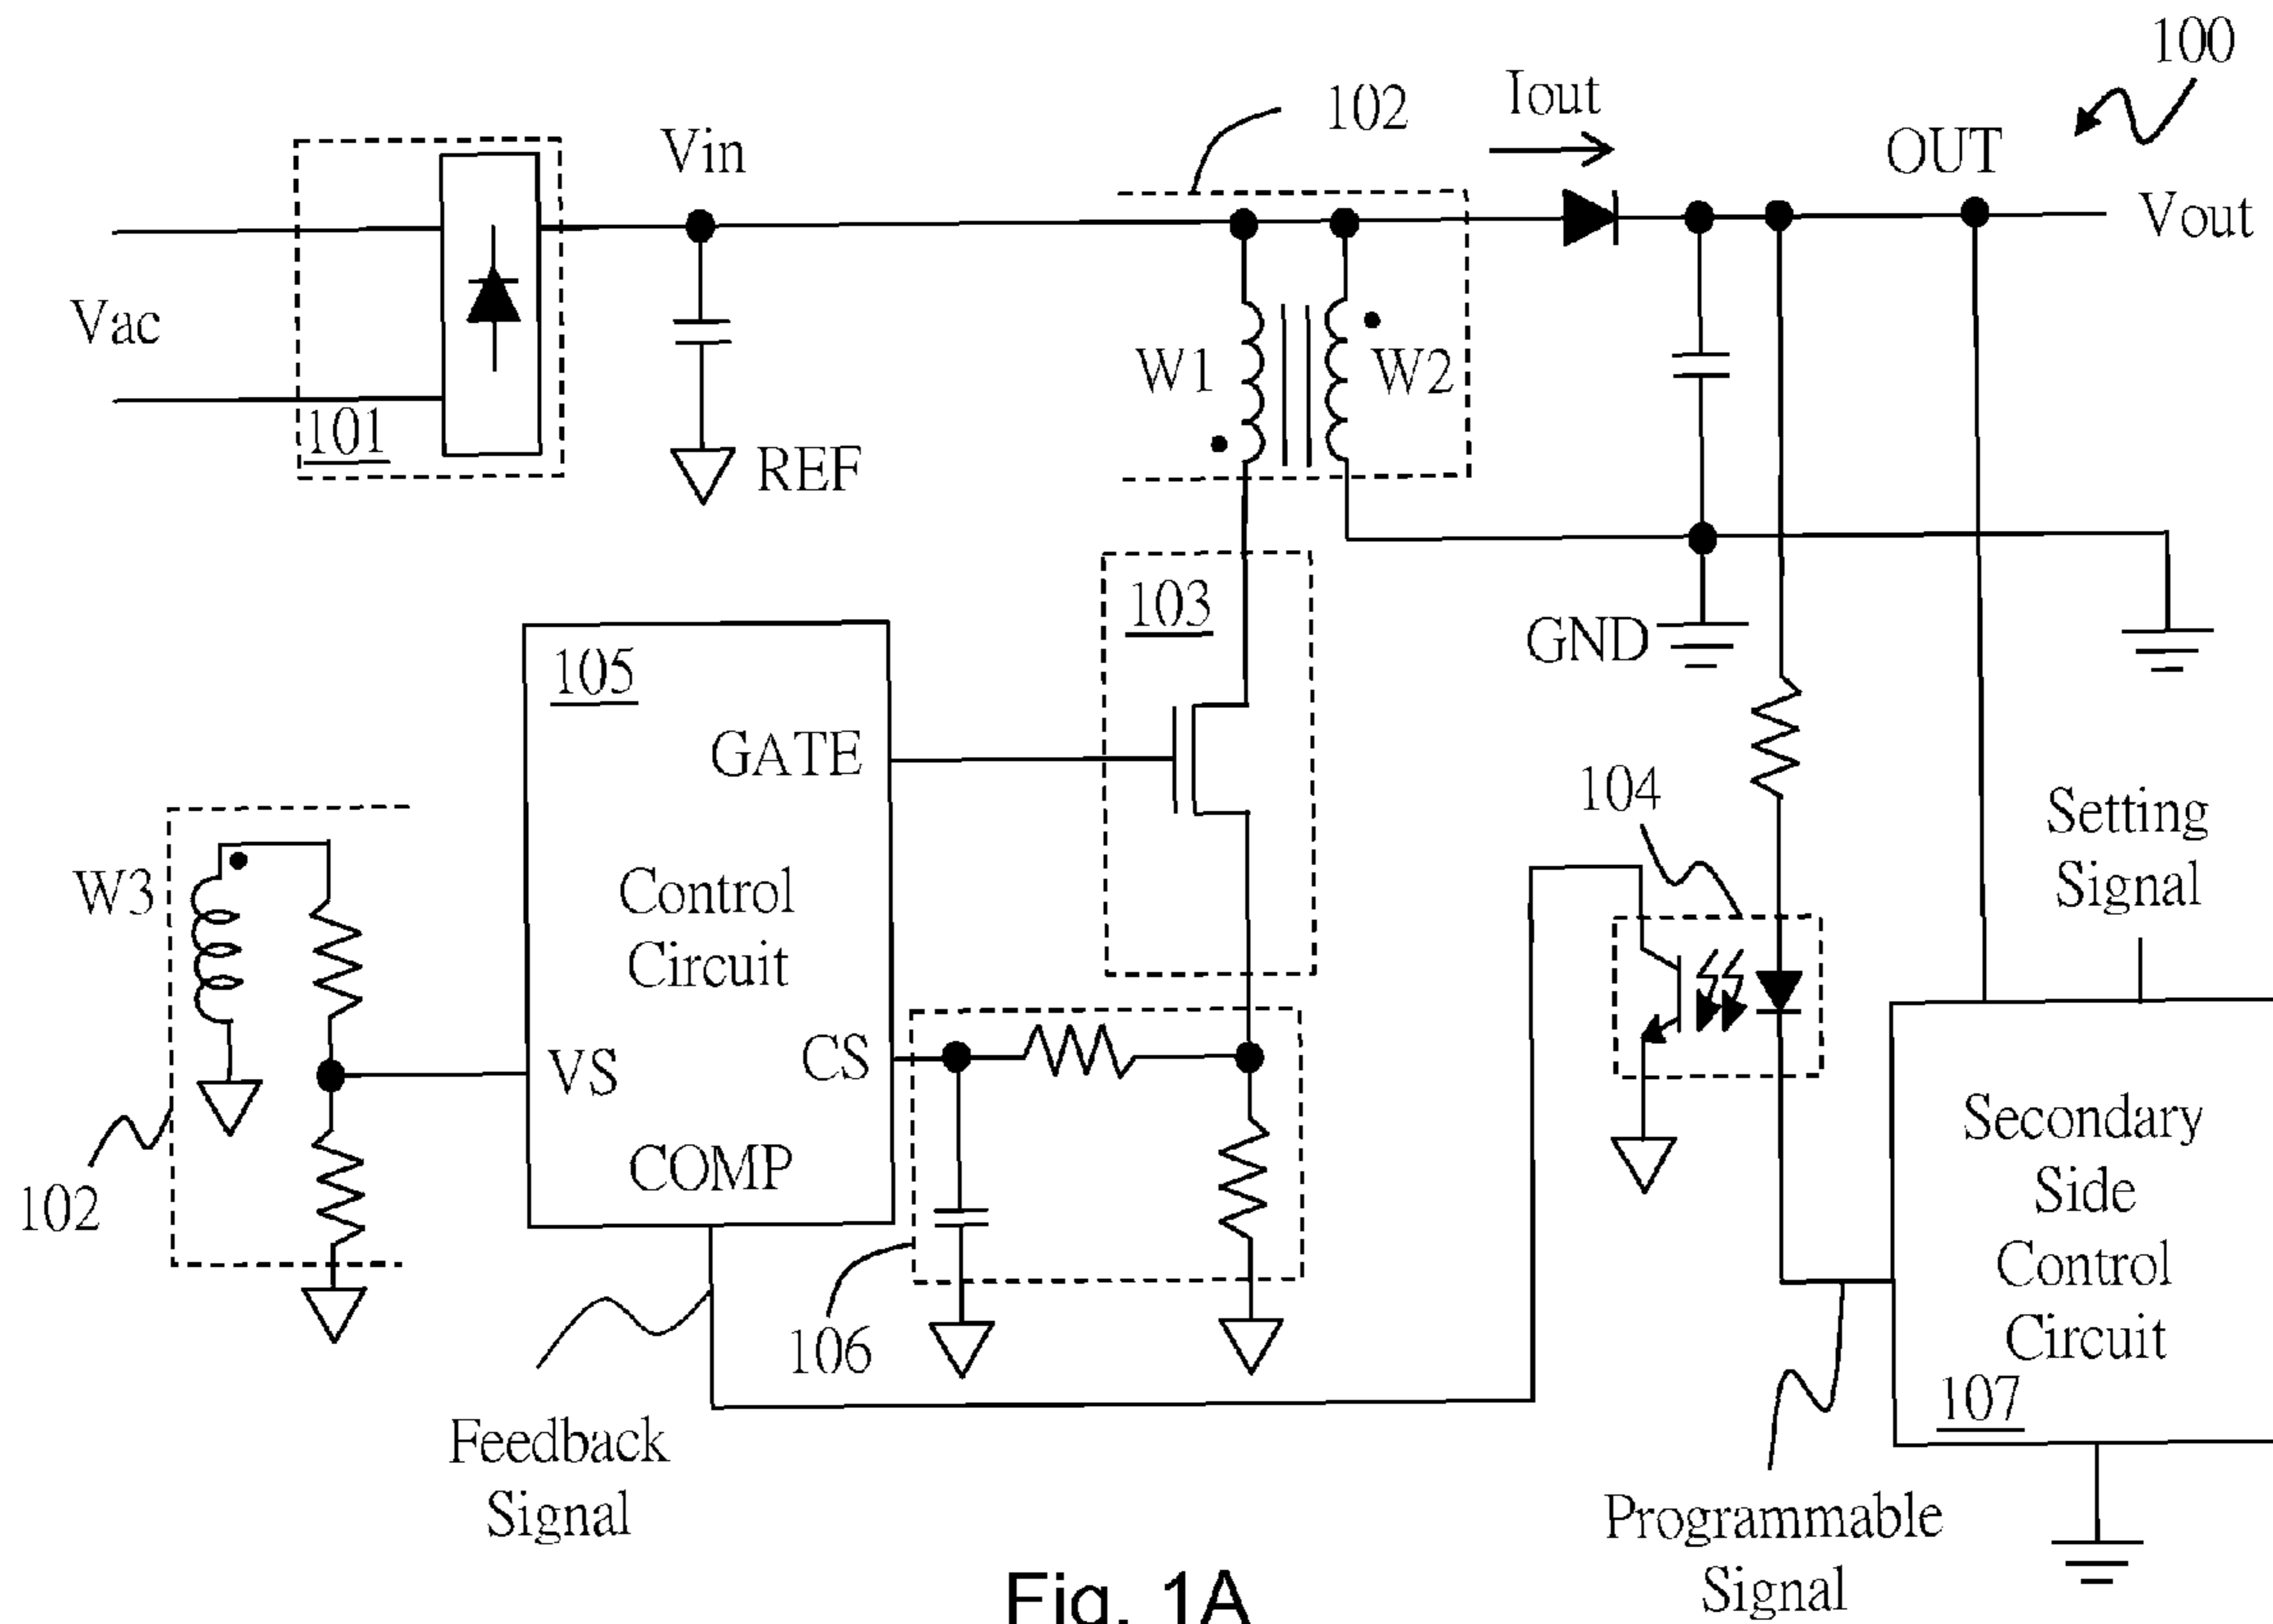 100
Iout
102
OUT
Vin
Vout
Vac
W1
W2
101
REF
103
GND
105
GATE
104
Setting
Signal
W3
Control
Circuit
CS
VS
Secondary
Side
Control
Circuit
COMP
102
106
107
Feedback
Signal
Programmable
Signal
Fig. 1A